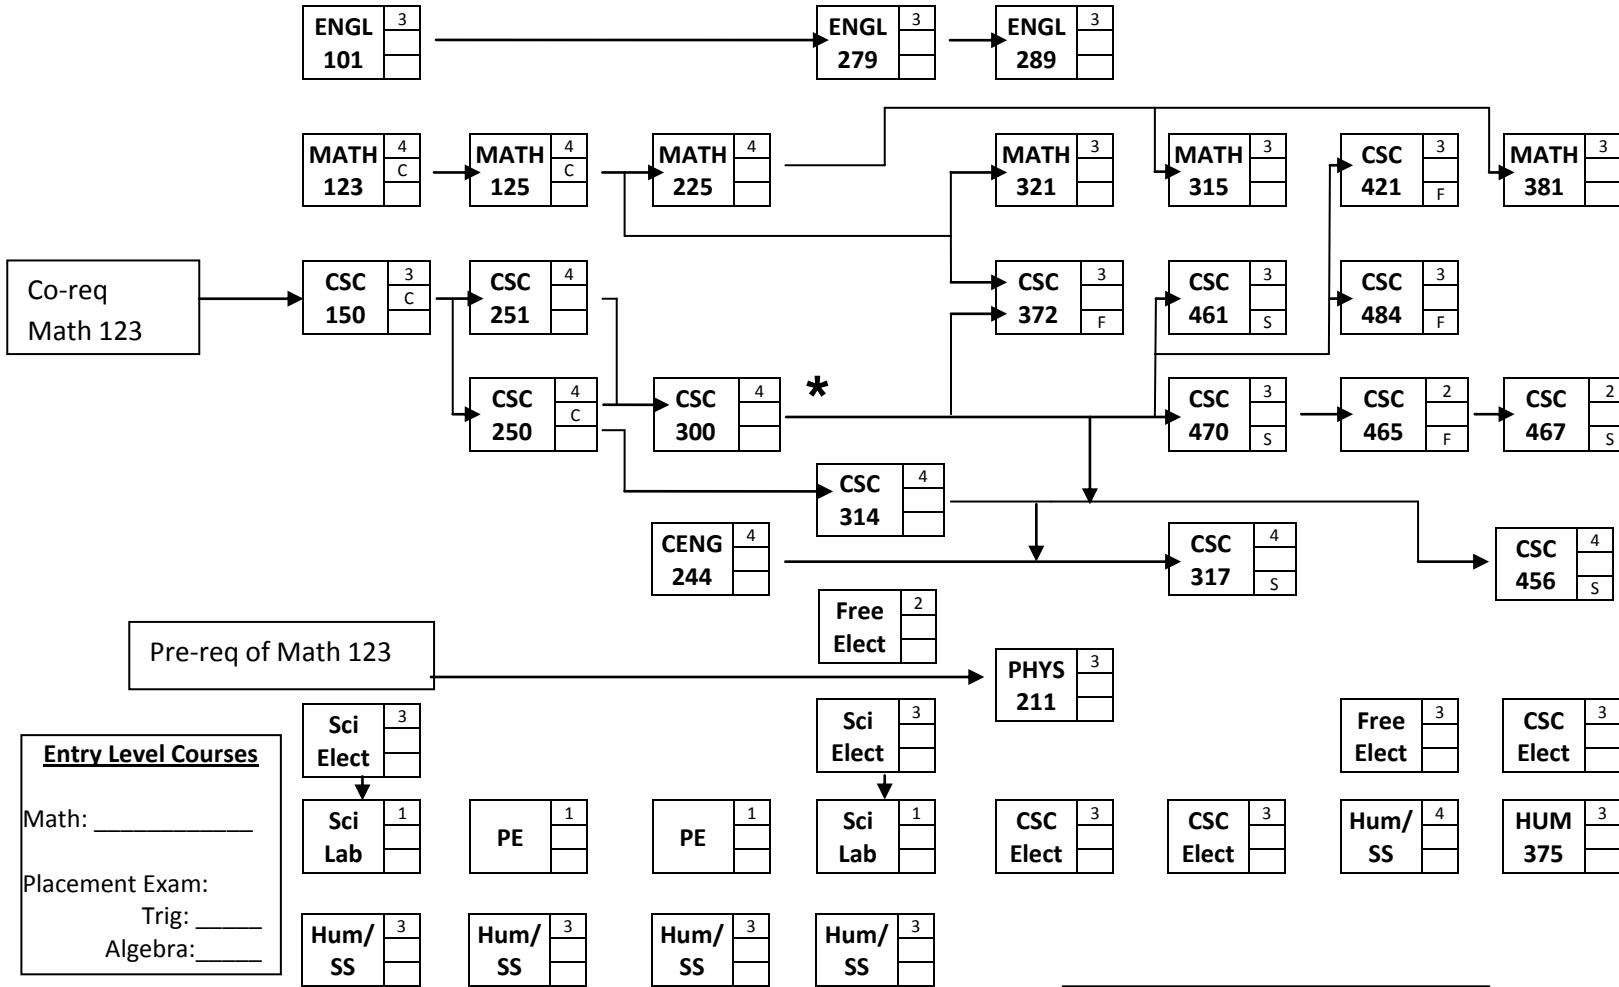 ENGL 3 ENGL 3 ENGL 3
101 279 289
MATH 4 MATH 4 MATH 4 MATH 3 MATH 3 CSC 3 MATH 3
C C
123 125 225 321 315 421 F 381
Co-req
Math 123
CSC 3 CSC 4 CSC 3 CSC 3 CSC 3
C
150 251 372 F 461 S 484 F
CSC 4 CSC 4 * CSC 3 CSC 2 CSC 2
C
250 300 470 S 465 F 467 S
CSC 4
314
CENG 4 CSC 4 CSC 4
244 317 S 456 S
Free 2
Elect
Pre-req of Math 123
PHYS 3
211
Sci 3 Sci 3 Free 3 CSC 3
Elect Elect Elect Elect
Entry Level Courses
Math: ____________
Placement Exam:
Trig: _____
Algebra:_____
Sci 1 PE 1 PE 1 Sci 1 CSC 3 CSC 3 Hum/ 4 HUM 3
Lab Lab Elect Elect SS 375
Hum/ 3 Hum/ 3 Hum/ 3 Hum/ 3
SS SS SS SS